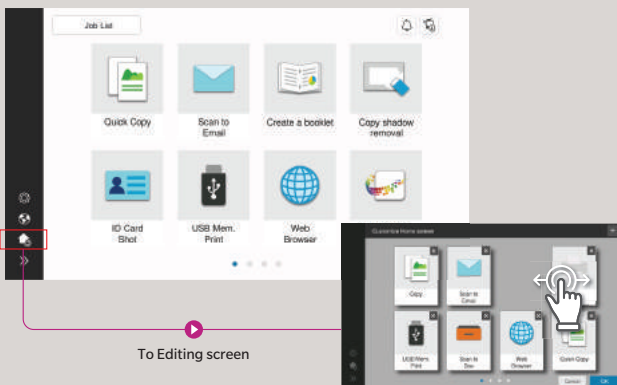 Job List
Quick Copy
Scan to
Email
Create a booklet
Copy shadow
removal
ID Card
Shot
USB Mem.
Print
Web
Browser
To Editing screen
Customize Home screen
Copy
Scan to
Email
USB Mem.
Print
Scan to
Box
Web
Browser
Quick Copy
Cancel
OK